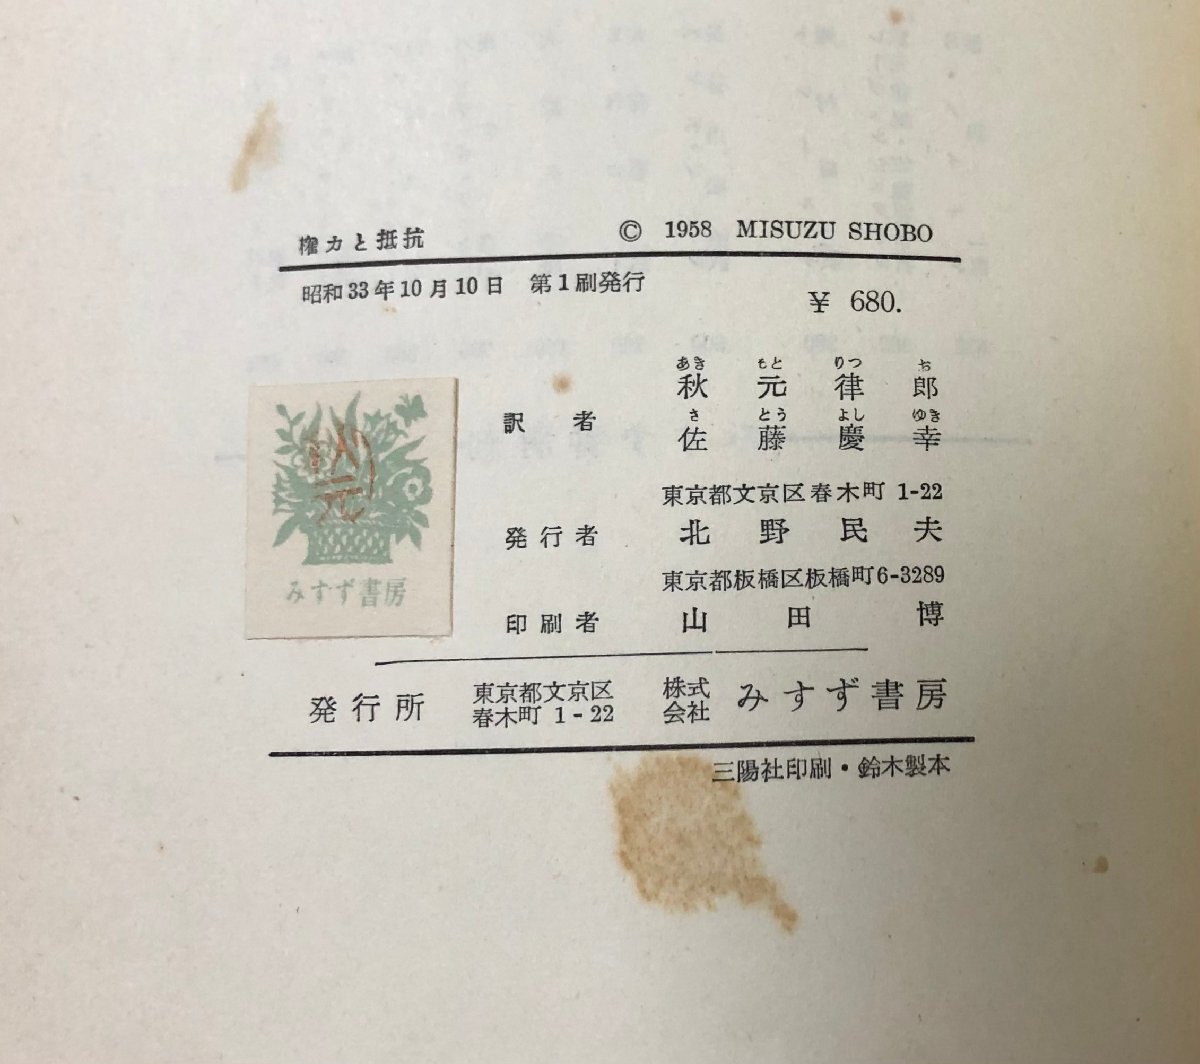 権力と抵抗 © 1958 MISUZU SHOBO
昭和33年10月10日 第1刷発行
¥ 680.
あき もと りつ お
秋元律郎
訳者
さ とう よし ゆき
佐藤慶幸
東京都文京区春木町 1-22
発行者 北野民夫
東京都板橋区板橋町6-3289
印刷者 山田博
発行所 東京都文京区 春木町 1-22 株式会社 みすず書房
三陽社印刷・鈴木製本
秋元
みすず書房